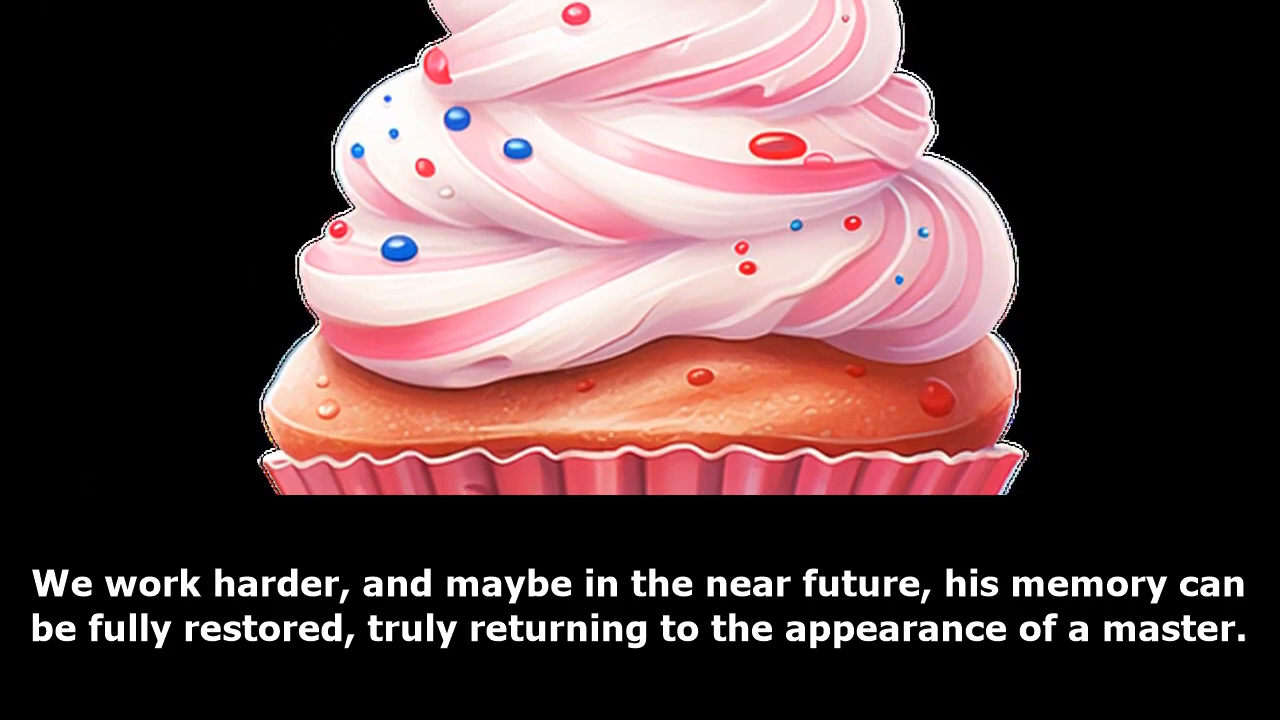 We work harder, and maybe in the near future, his memory can
be fully restored, truly returning to the appearance of a master.